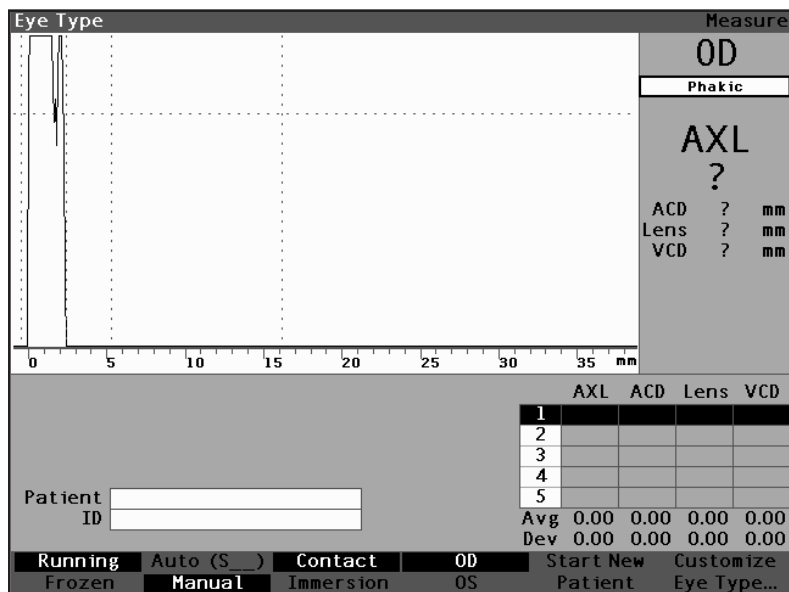 Eye Type Measure
OD
Phakic
AXL
?
ACD ? mm
Lens ? mm
VCD ? mm
0 5 10 15 20 25 30 35 mm
AXL ACD Lens VCD
1
2
3
4
5
Patient
ID
Avg 0.00 0.00 0.00 0.00
Dev 0.00 0.00 0.00 0.00
Running Auto (S__) Contact OD Start New Customize
Frozen Manual Immersion OS Patient Eye Type...